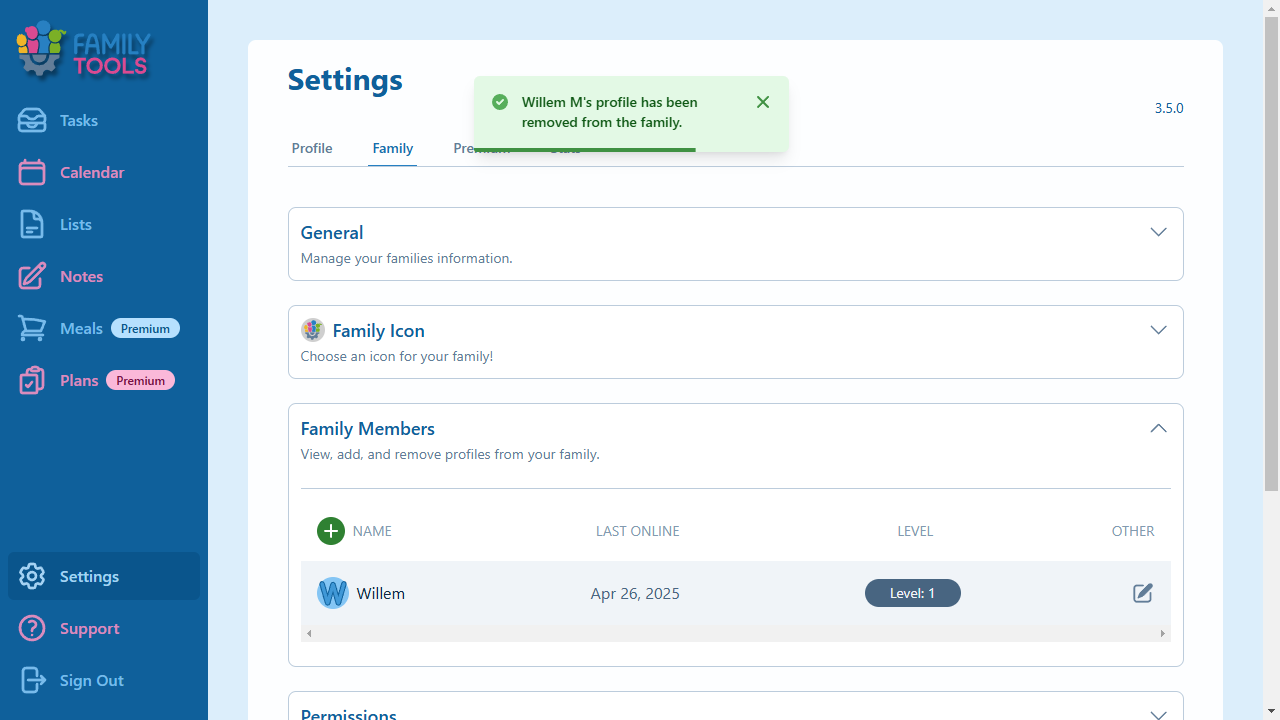 FAMILY
TOOLS
Tasks
Calendar
Lists
Notes
Meals Premium
Plans Premium
Settings
Support
Sign Out
Settings
Willem M's profile has been
removed from the family.
3.5.0
Profile Family Premium Stats
General
Manage your families information.
Family Icon
Choose an icon for your family!
Family Members
View, add, and remove profiles from your family.
NAME LAST ONLINE LEVEL OTHER
W Willem Apr 26, 2025 Level: 1
Permissions